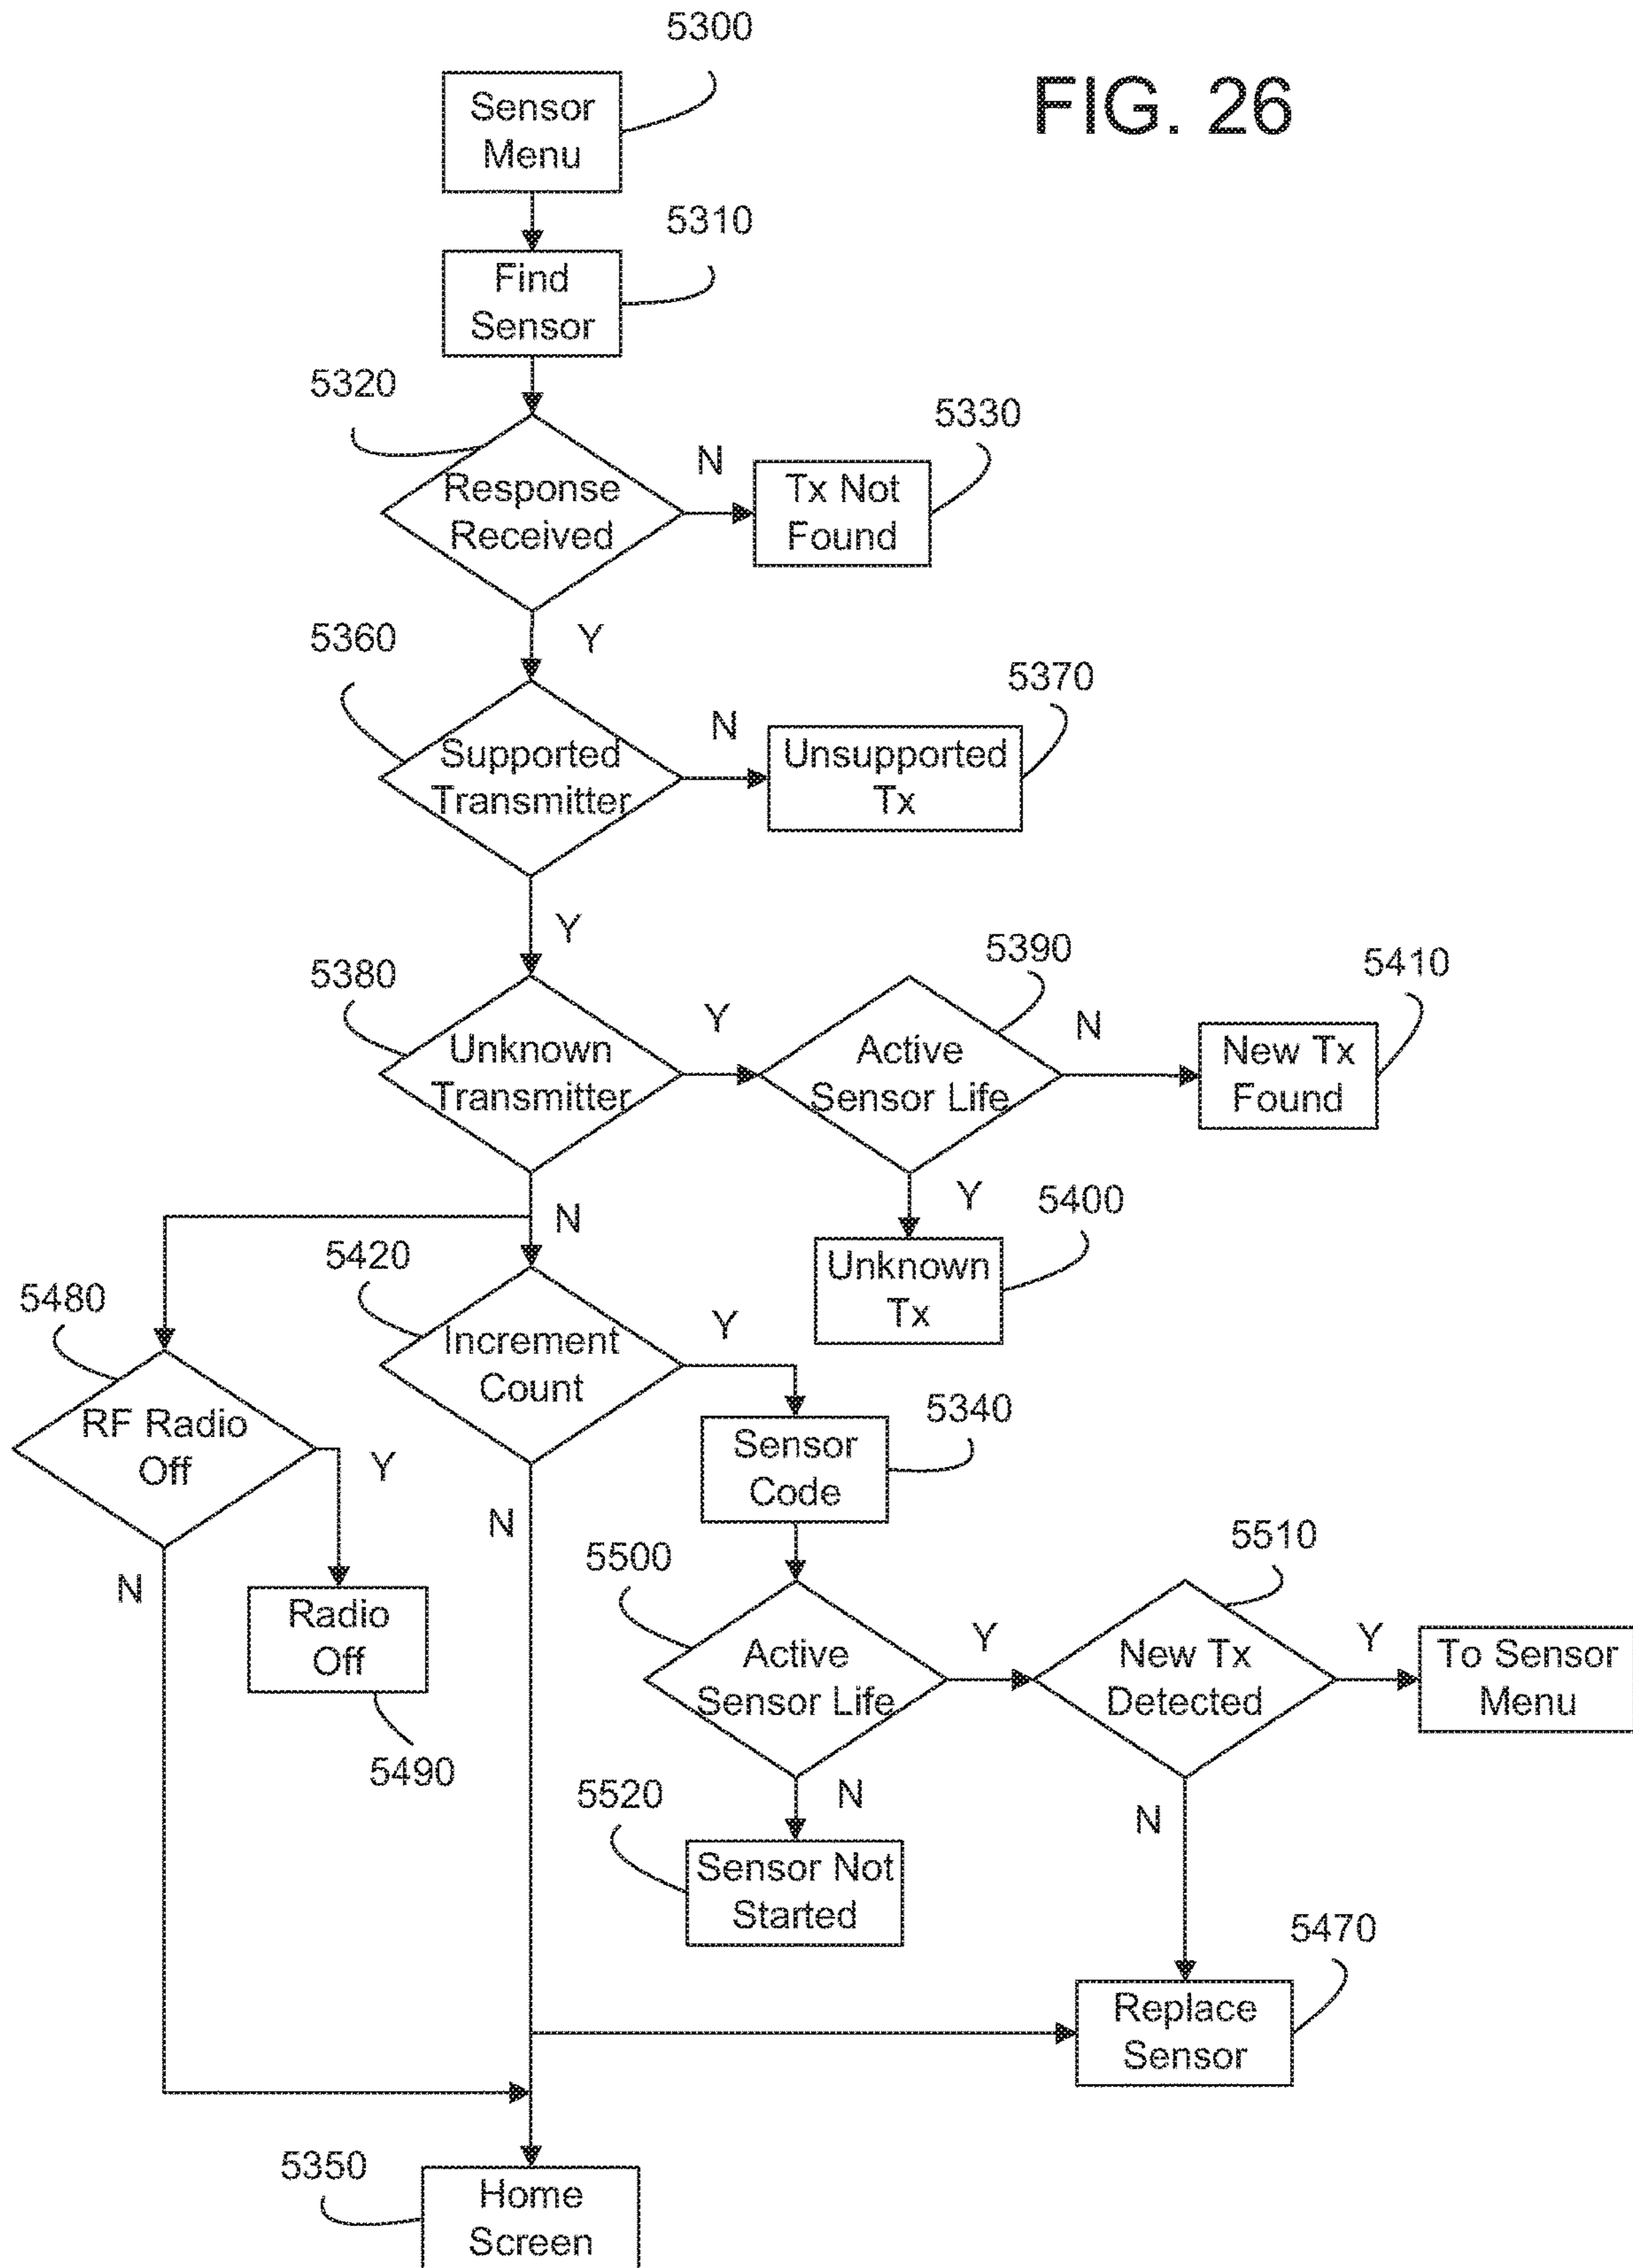 5300
FIG. 26
Sensor
Menu
5310
Find
Sensor
5320
5330
N
Response
Received
Tx Not
Found
5360
Y
5370
N
Supported
Transmitter
Unsupported
Tx
Y
5380
5390
5410
Y
N
Unknown
Transmitter
Active
Sensor Life
New Tx
Found
N
Y
5400
5420
Unknown
Tx
5480
Y
Increment
Count
RF Radio
Off
Y
5340
Sensor
Code
N
N
5500
5510
Radio
Off
Y
Y
Active
Sensor Life
New Tx
Detected
To Sensor
Menu
5490
5520
N
N
Sensor Not
Started
5470
Replace
Sensor
5350
Home
Screen